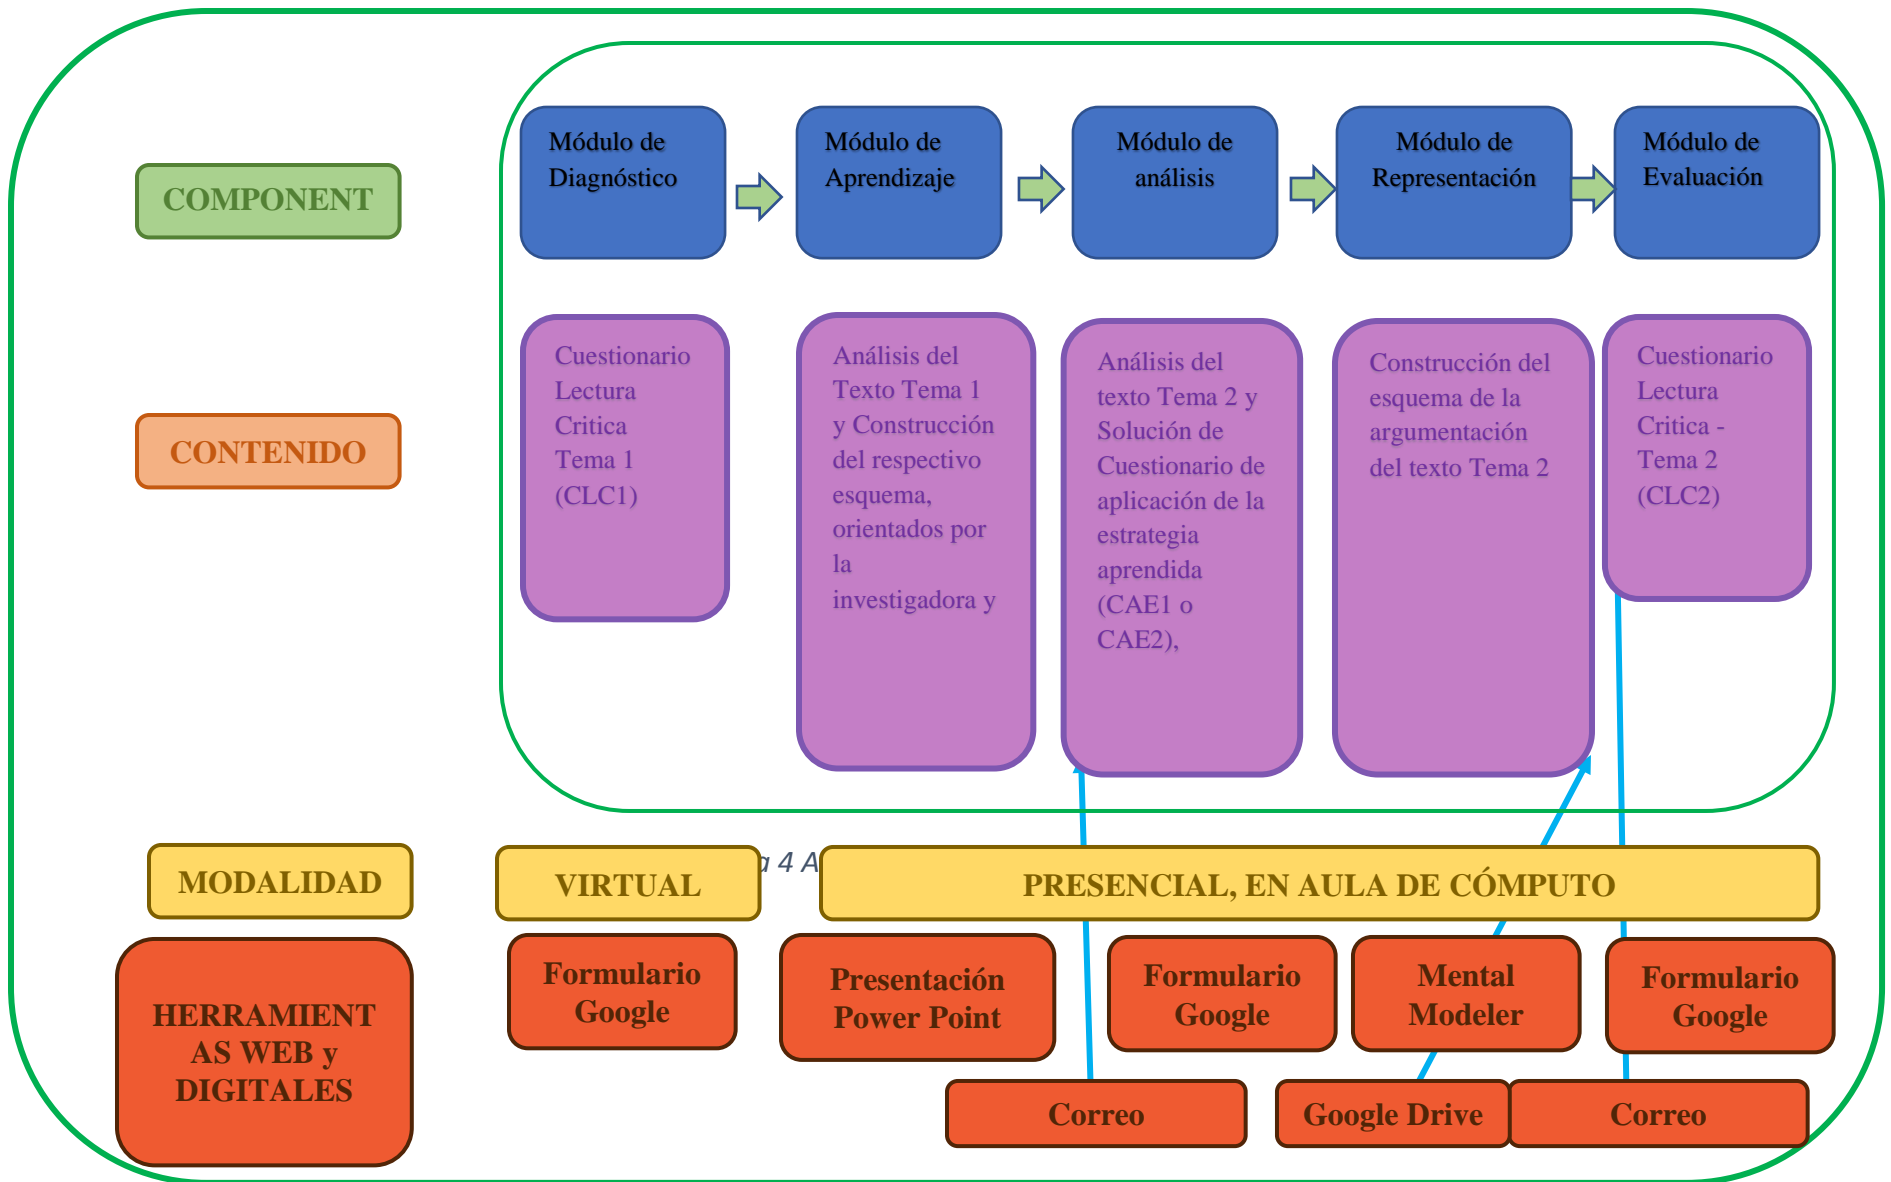 COMPONENT
Módulo de
Diagnóstico
Módulo de
Aprendizaje
Módulo de
análisis
Módulo de
Representación
Módulo de
Evaluación
CONTENIDO
Cuestionario
Lectura
Critica
Tema 1
(CLC1)
Análisis del
Texto Tema 1
y Construcción
del respectivo
esquema,
orientados por
la
investigadora y
Análisis del
texto Tema 2 y
Solución de
Cuestionario de
aplicación de la
estrategia
aprendida
(CAE1 o
CAE2),
Construcción del
esquema de la
argumentación
del texto Tema 2
Cuestionario
Lectura
Critica -
Tema 2
(CLC2)
MODALIDAD
VIRTUAL
a 4 A
PRESENCIAL, EN AULA DE CÓMPUTO
HERRAMIENT
AS WEB y
DIGITALES
Formulario
Google
Presentación
Power Point
Formulario
Google
Mental
Modeler
Formulario
Google
Correo
Google Drive
Correo